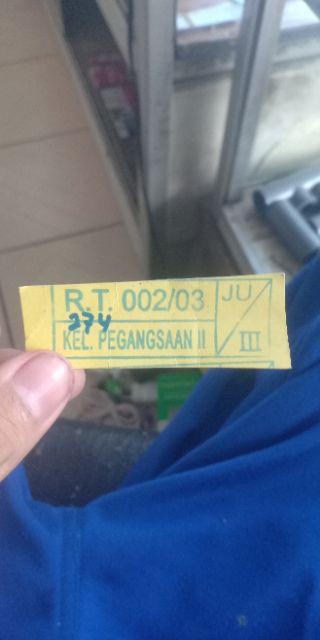 R.T. 002/03 JU
274
KEL. PEGANGSAAN II III